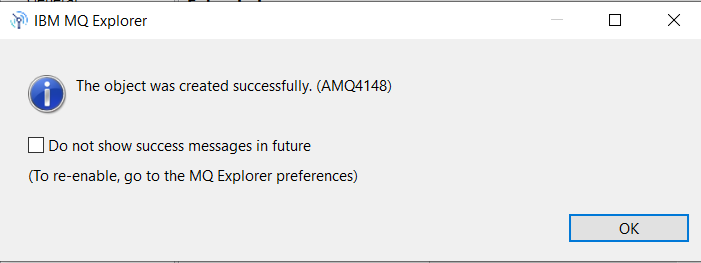 IBM MQ Explorer
The object was created successfully. (AMQ4148)
Do not show success messages in future
(To re-enable, go to the MQ Explorer preferences)
OK